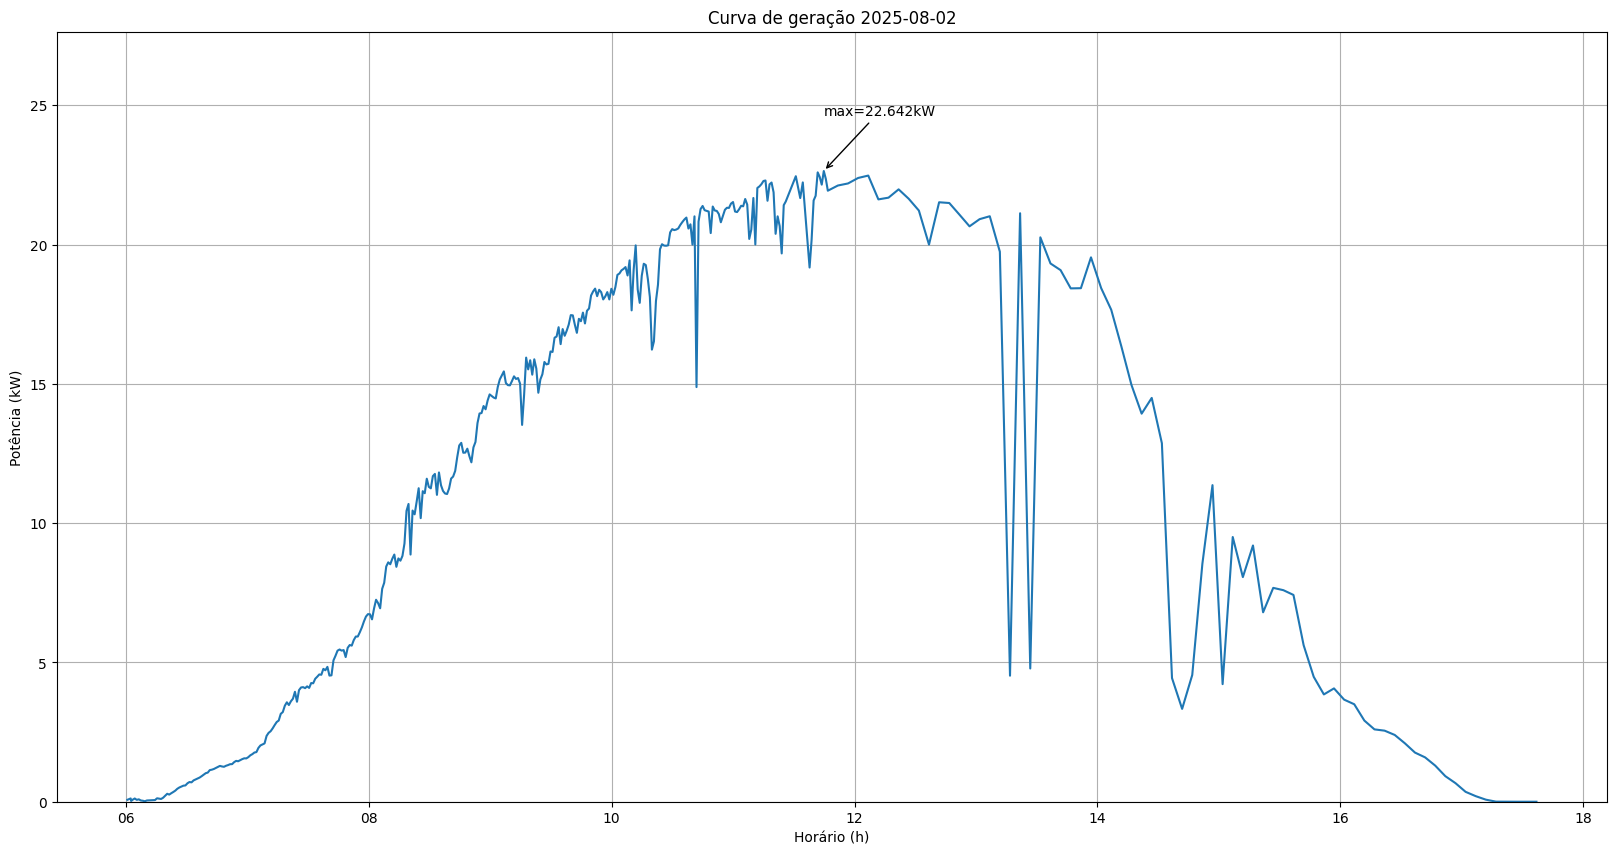 Curva de geração 2025-08-02
max=22.642kW
25
20
15
10
5
0
Potência (kW)
06 08 10 12 14 16 18
Horário (h)